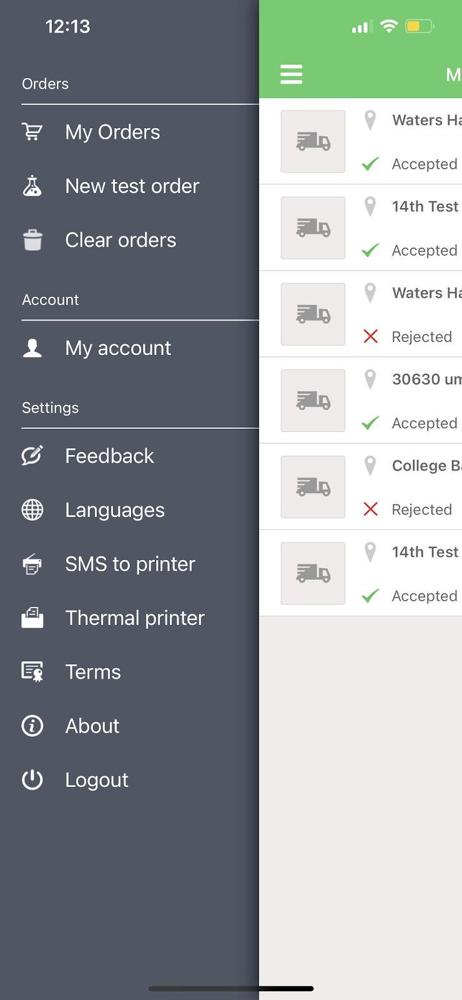 12:13
Orders
My Orders
New test order
Clear orders
Account
My account
Settings
Feedback
Languages
SMS to printer
Thermal printer
Terms
About
Logout
M
Waters Ha
Accepted
14th Test
Accepted
Waters Ha
Rejected
30630 um
Accepted
College Ba
Rejected
14th Test
Accepted